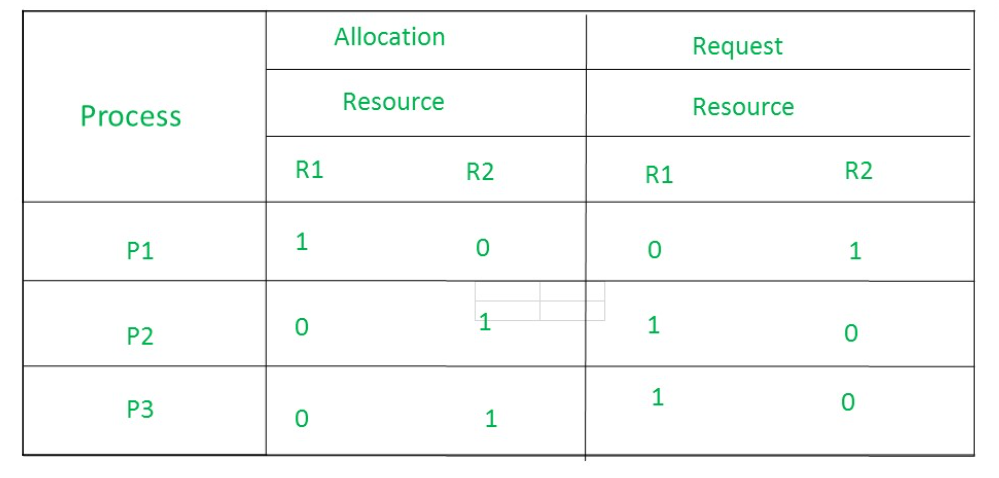 Process Allocation Request
Resource Resource
R1 R2 R1 R2
P1 1 0 0 1
P2 0 1 1 0
P3 0 1 1 0